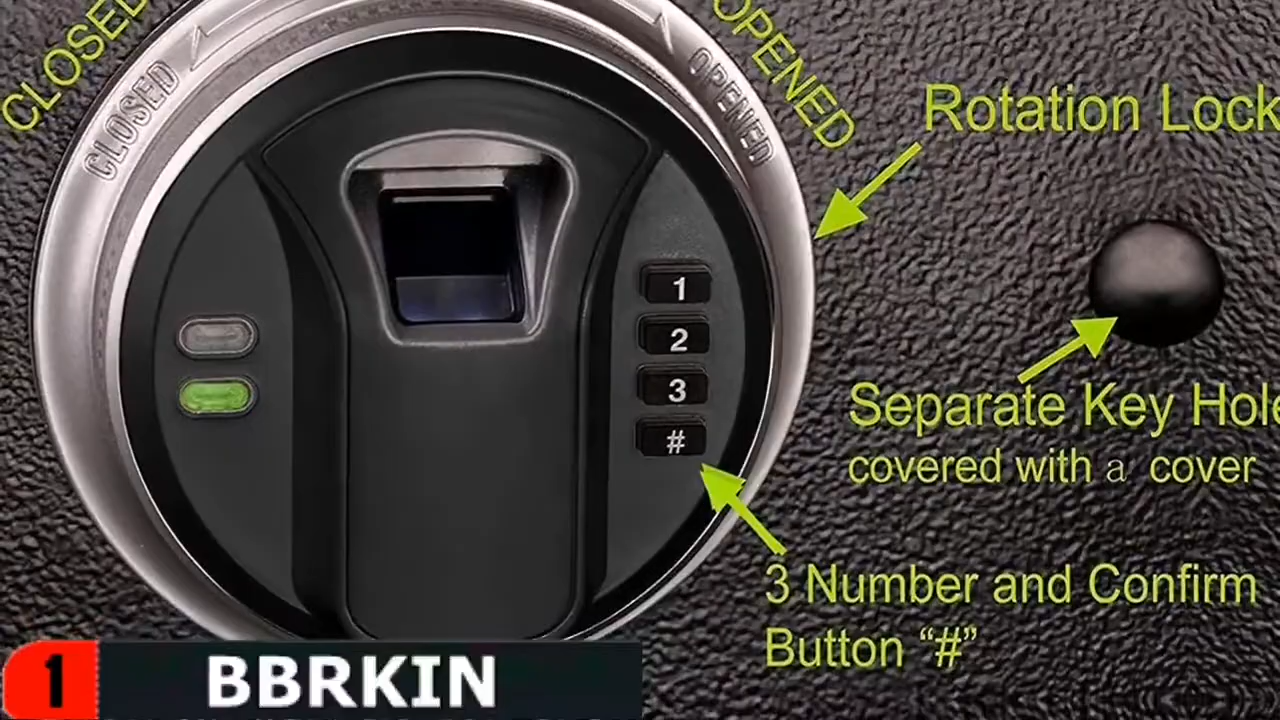 CLOSED
OPENED
CLOSED
OPENED
Rotation Lock
1
2
3
#
Separate Key Hole
covered with a cover
3 Number and Confirm
Button “#”
1
BBRKIN